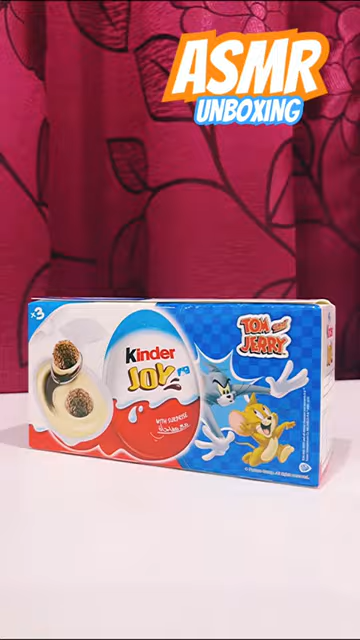 ASMR
UNBOXING
x3
TOM AND
JERRY
Kinder
JOY
WITH SURPRISE